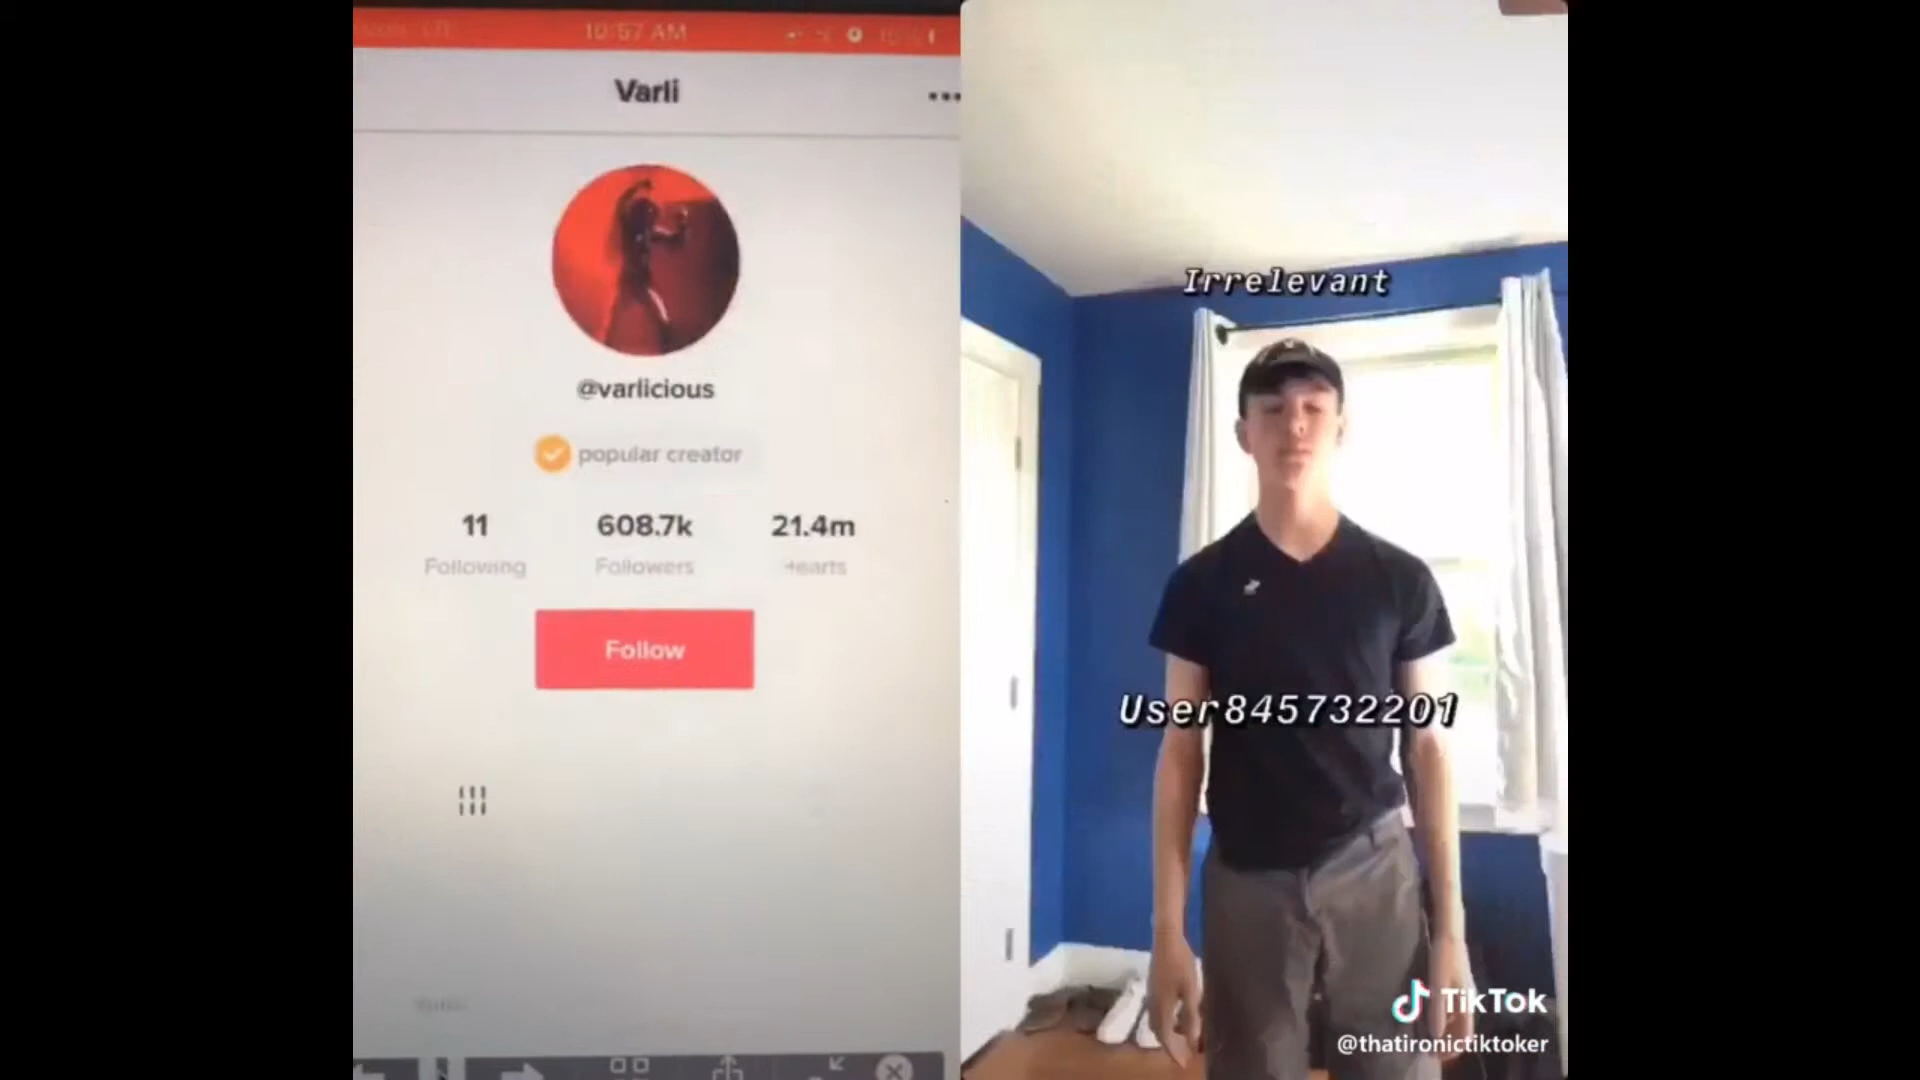 10:57 AM
Varli
@varlicious
popular creator
11
Following
608.7k
Followers
21.4m
Hearts
Follow
Irrelevant
User845732201
TikTok
@thatironictiktoker